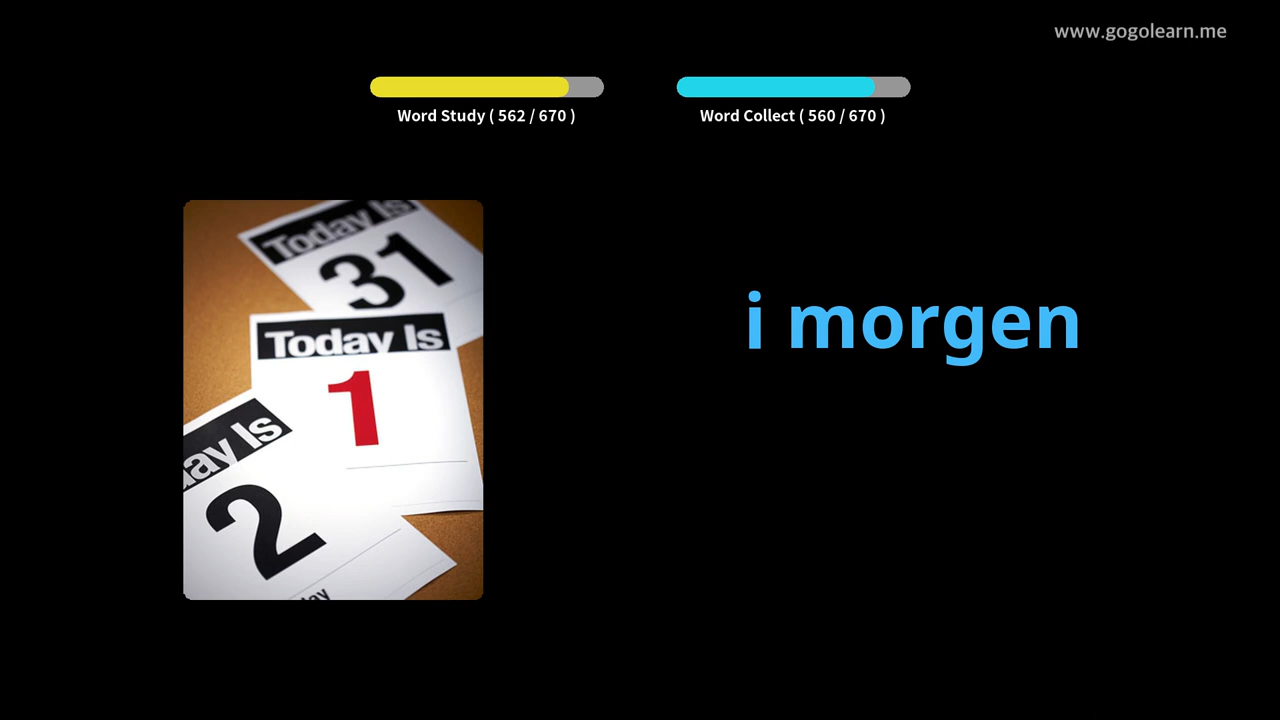 www.gogolearn.me
Word Study ( 562 / 670 )
Word Collect ( 560 / 670 )
Today Is
31
Today Is
1
ay Is
2
ay
i morgen